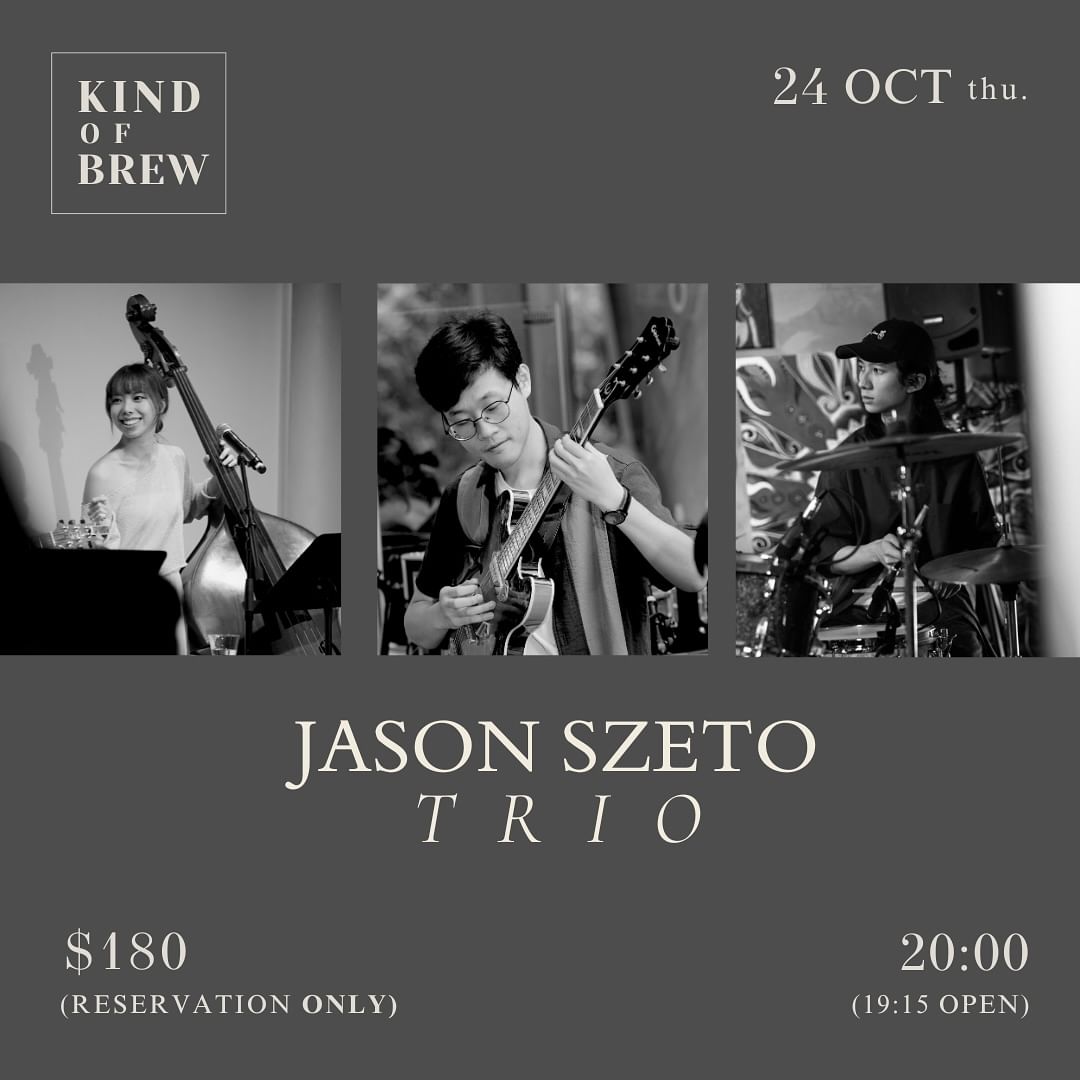 KIND
OF
BREW
24 OCT thu.
JASON SZETO
TRIO
$180
(RESERVATION ONLY)
20:00
(19:15 OPEN)